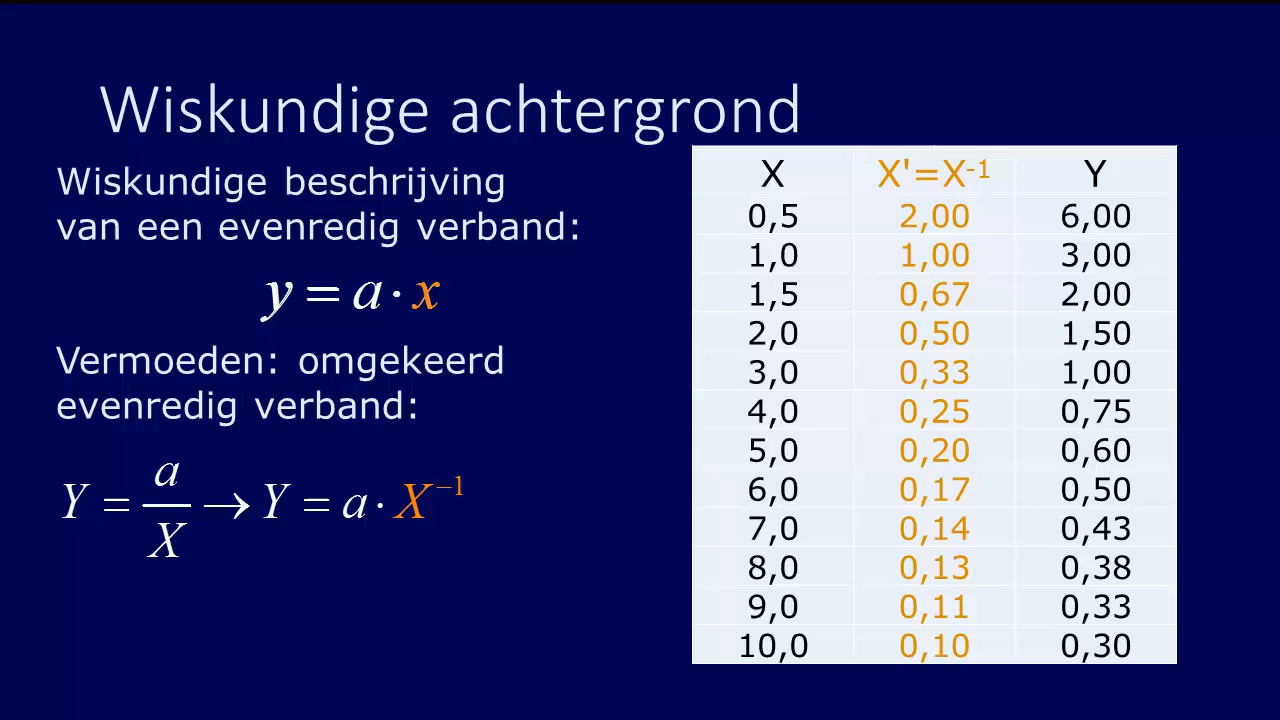 Wiskundige achtergrond
Wiskundige beschrijving
van een evenredig verband:
y = a · x
Vermoeden: omgekeerd
evenredig verband:
Y = a/X → Y = a · X⁻¹
X X'=X⁻¹ Y
0,5 2,00 6,00
1,0 1,00 3,00
1,5 0,67 2,00
2,0 0,50 1,50
3,0 0,33 1,00
4,0 0,25 0,75
5,0 0,20 0,60
6,0 0,17 0,50
7,0 0,14 0,43
8,0 0,13 0,38
9,0 0,11 0,33
10,0 0,10 0,30